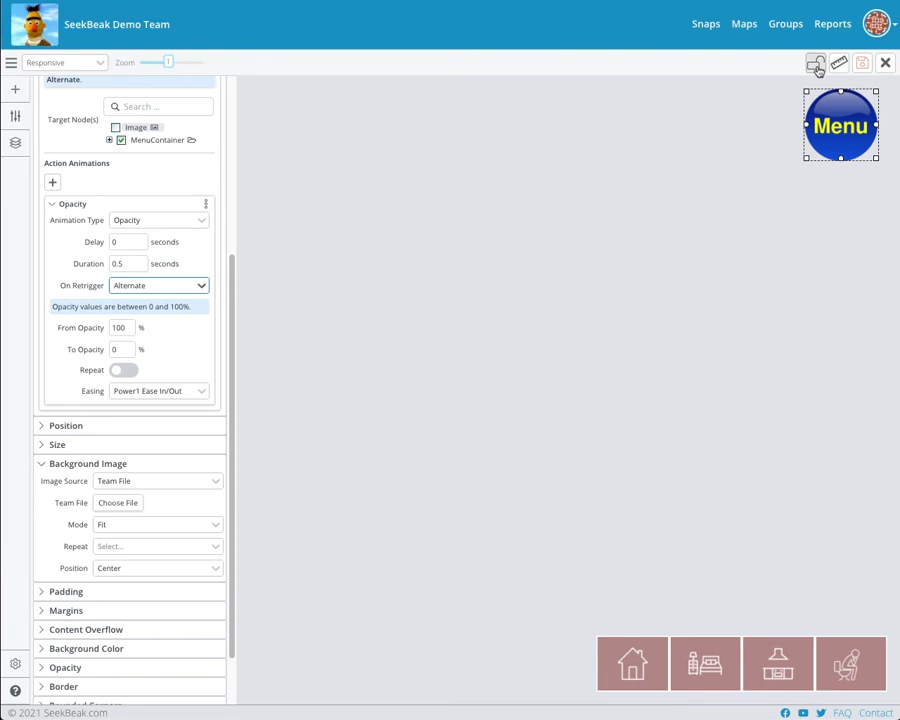 SeekBeak Demo Team
Snaps Maps Groups Reports
Responsive Zoom 1
Alternate.
Search ...
Target Node(s)
Image
MenuContainer
Action Animations
Opacity
Animation Type Opacity
Delay 0 seconds
Duration 0.5 seconds
On Retrigger Alternate
Opacity values are between 0 and 100%.
From Opacity 100 %
To Opacity 0 %
Repeat
Easing Power1 Ease In/Out
Position
Size
Background Image
Image Source Team File
Team File Choose File
Mode Fit
Repeat Select...
Position Center
Padding
Margins
Content Overflow
Background Color
Opacity
Border
Rounded Corners
Menu
© 2021 SeekBeak.com
FAQ Contact